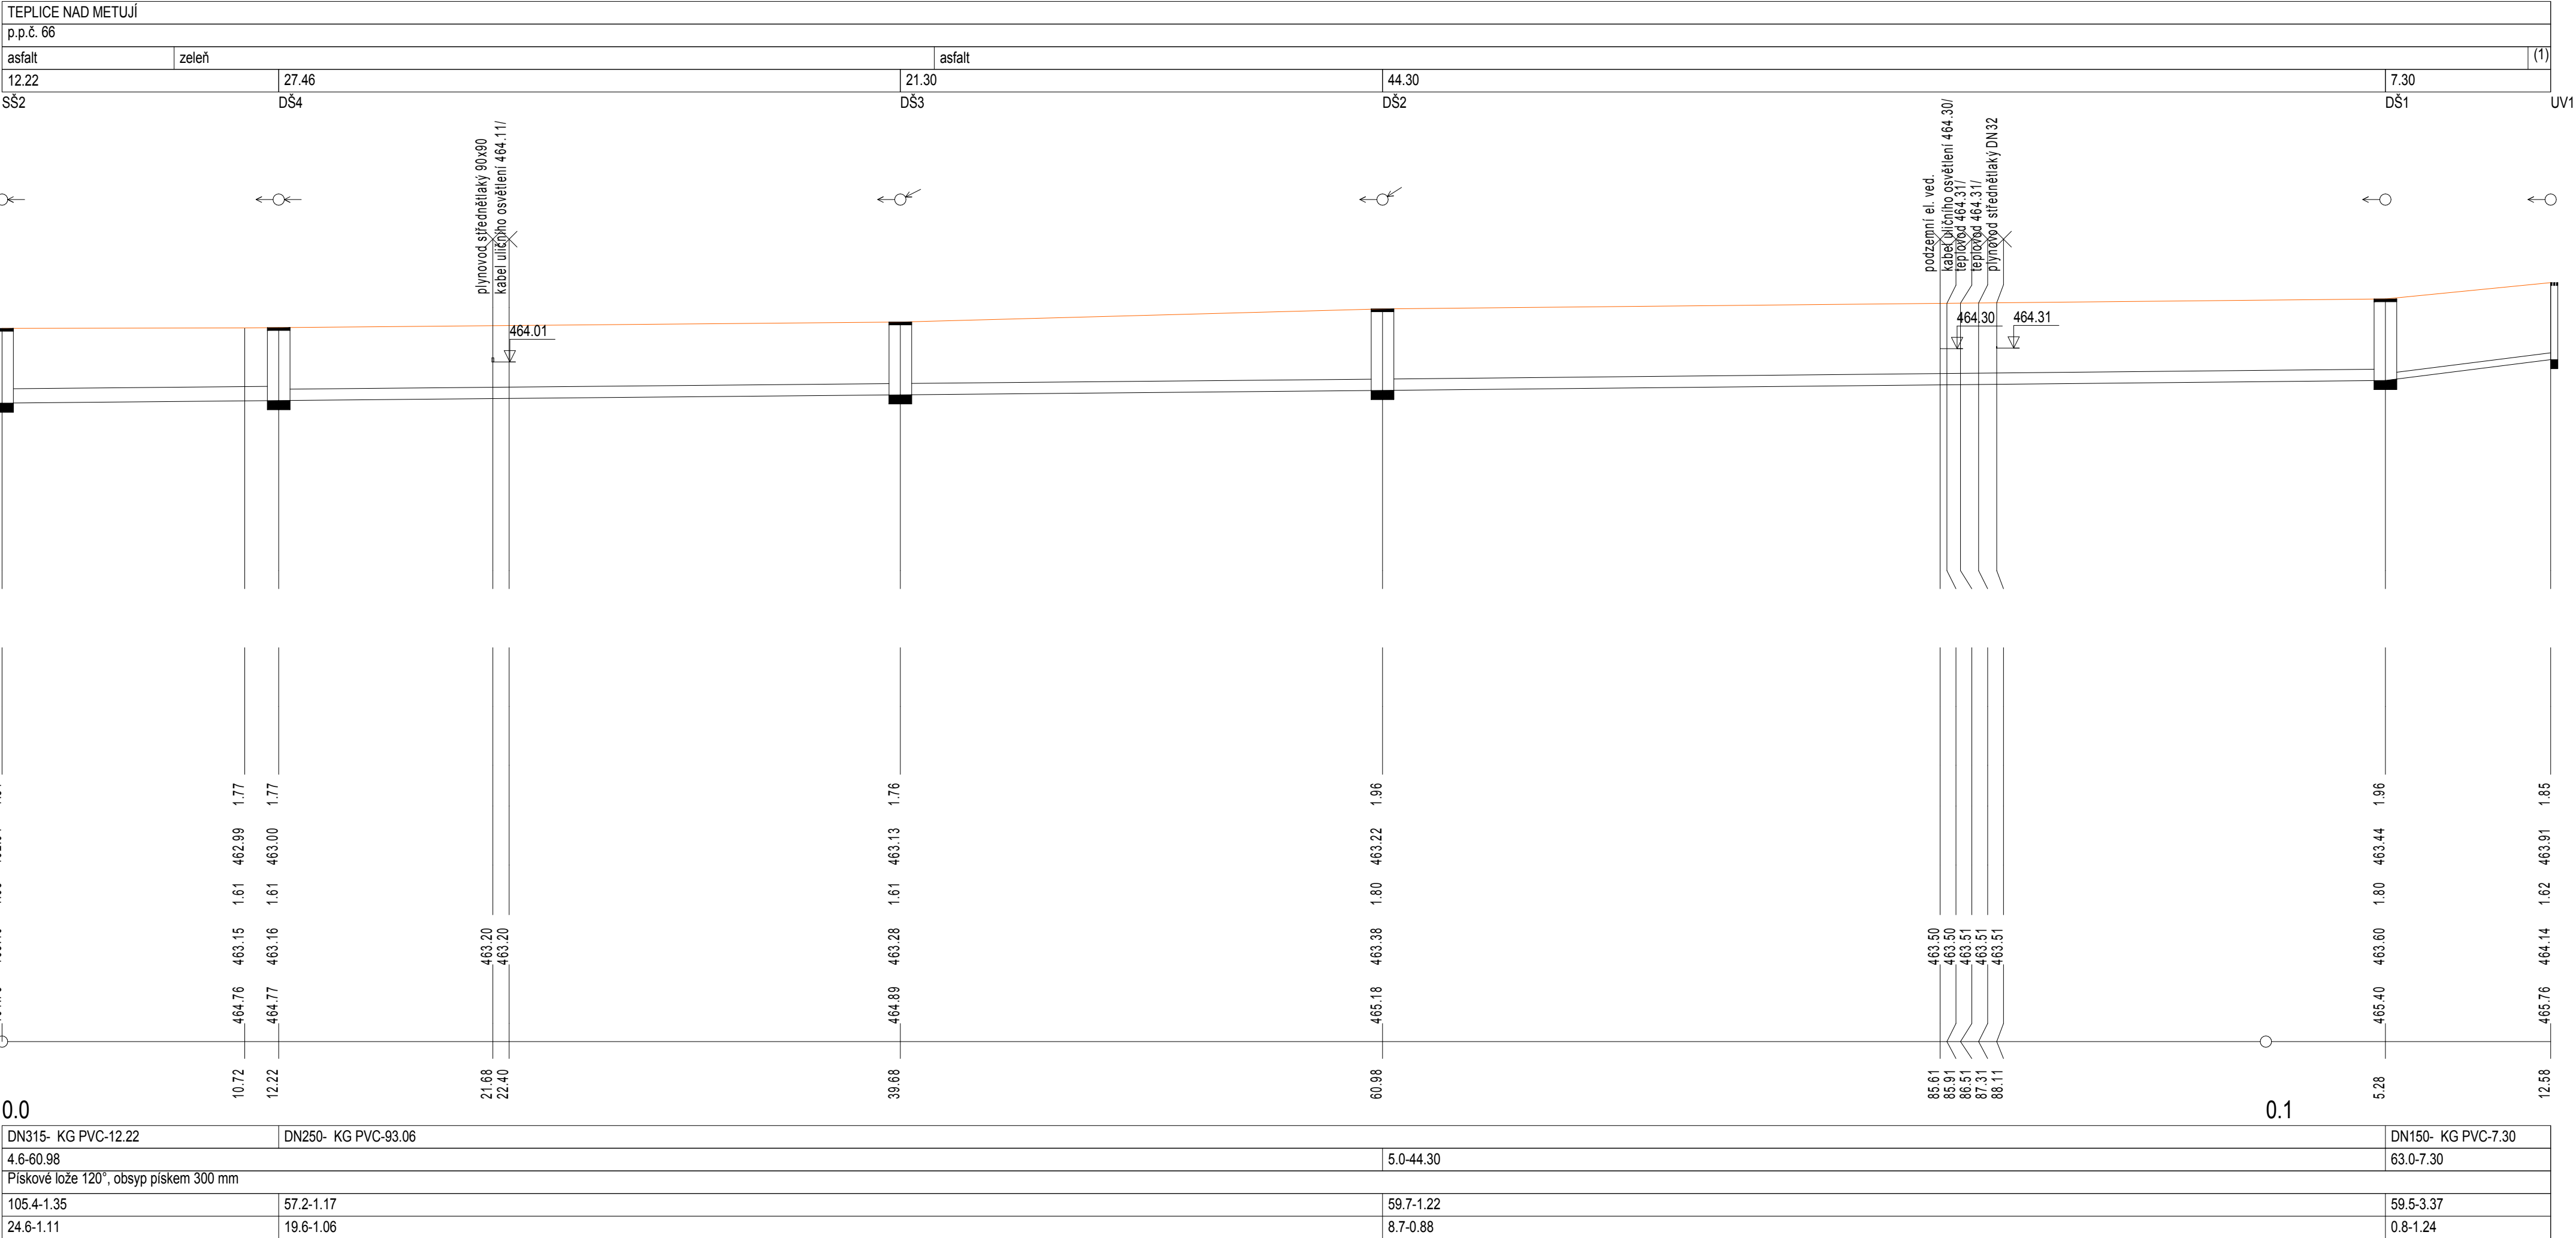 TEPLICE NAD METUJÍ
p.p.č. 66
asfalt zeleň asfalt (1)
12.22 27.46 21.30 44.30 7.30
SŠ2 DŠ4 DŠ3 DŠ2 DŠ1 UV1
plynovod střednětlaký 90x90
kabel uličního osvětlení 464.11/
podzemní el. ved.
kabel uličního osvětlení 464.30/
teplovod 464.31/
teplovod 464.31/
plynovod střednětlaký DN 32
464.01
464.30 464.31
1.77 1.77 1.76 1.96 1.96 1.85
462.99 463.00 463.13 463.22 463.44 463.91
1.61 1.61 1.61 1.80 1.80 1.62
463.15 463.16 463.20 463.20 463.28 463.38 463.50 463.50 463.51 463.51 463.51 463.60 464.14
464.76 464.77 464.89 465.18 465.40 465.76
10.72 12.22 21.68 22.40 39.68 60.98 85.61 85.91 86.51 87.31 88.11 5.28 12.58
0.0 0.1
DN315- KG PVC-12.22 DN250- KG PVC-93.06 DN150- KG PVC-7.30
4.6-60.98 5.0-44.30 63.0-7.30
Pískové lože 120°, obsyp pískem 300 mm
105.4-1.35 57.2-1.17 59.7-1.22 59.5-3.37
24.6-1.11 19.6-1.06 8.7-0.88 0.8-1.24